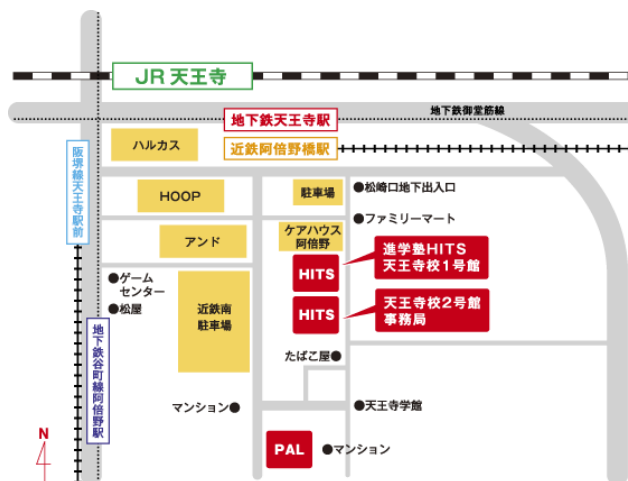 JR 天王寺
地下鉄御堂筋線
地下鉄天王寺駅
ハルカス
近鉄阿倍野橋駅
阪堺線天王寺駅前
HOOP
駐車場
●松崎口地下出入口
●ファミリーマート
アンド
ケアハウス
阿倍野
進学塾HITS
天王寺校1号館
HITS
●ゲーム
センター
●松屋
近鉄南
駐車場
HITS
天王寺校2号館
事務局
地下鉄谷町線阿倍野駅
たばこ屋●
マンション●
●天王寺学館
N
PAL
●マンション